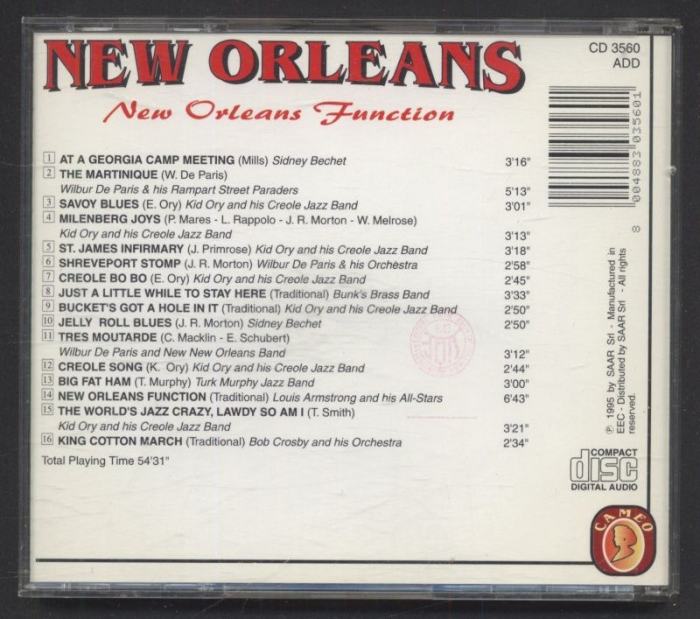 NEW ORLEANS
New Orleans Function
CD 3560
ADD
1 AT A GEORGIA CAMP MEETING (Mills) Sidney Bechet 3'16"
2 THE MARTINIQUE (W. De Paris)
Wilbur De Paris & his Rampart Street Paraders 5'13"
3 SAVOY BLUES (E. Ory) Kid Ory and his Creole Jazz Band 3'01"
4 MILENBERG JOYS (P. Mares - L. Rappolo - J. R. Morton - W. Melrose)
Kid Ory and his Creole Jazz Band 3'13"
5 ST. JAMES INFIRMARY (J. Primrose) Kid Ory and his Creole Jazz Band 3'18"
6 SHREVEPORT STOMP (J. R. Morton) Wilbur De Paris & his Orchestra 2'58"
7 CREOLE BO BO (E. Ory) Kid Ory and his Creole Jazz Band 2'45"
8 JUST A LITTLE WHILE TO STAY HERE (Traditional) Bunk's Brass Band 3'33"
9 BUCKET'S GOT A HOLE IN IT (Traditional) Kid Ory and his Creole Jazz Band 2'50"
10 JELLY ROLL BLUES (J. R. Morton) Sidney Bechet 2'50"
11 TRES MOUTARDE (C. Macklin - E. Schubert)
Wilbur De Paris and New New Orleans Band 3'12"
12 CREOLE SONG (K. Ory) Kid Ory and his Creole Jazz Band 2'44"
13 BIG FAT HAM (T. Murphy) Turk Murphy Jazz Band 3'00"
14 NEW ORLEANS FUNCTION (Traditional) Louis Armstrong and his All-Stars 6'43"
15 THE WORLD'S JAZZ CRAZY, LAWDY SO AM I (T. Smith)
Kid Ory and his Creole Jazz Band 3'21"
16 KING COTTON MARCH (Traditional) Bob Crosby and his Orchestra 2'34"
Total Playing Time 54'31"
8 004883 035601
℗ 1995 by SAAR Srl - Manufactured in
EEC - Distributed by SAAR Srl - All rights
reserved.
COMPACT
disc
DIGITAL AUDIO
CAMEO